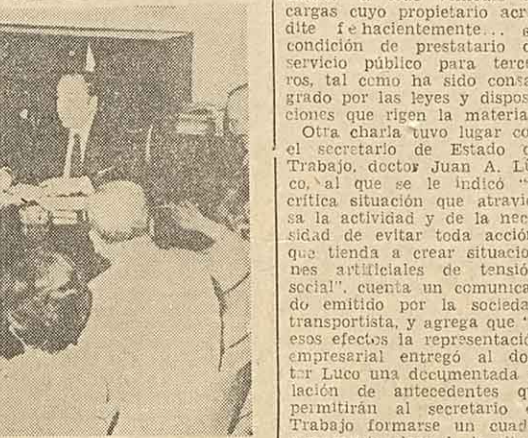 cargas cuyo propietario acr
dite fehacientemente... e
condición de prestatario d
servicio público para terce
ros, tal como ha sido consa
grado por las leyes y disposi
ciones que rigen la materia
Otra charla tuvo lugar co
el secretario de Estado d
Trabajo, doctor Juan A. Lu
co, al que se le indicó "
crítica situación que atravie
sa la actividad y de la nece
sidad de evitar toda acción
que tienda a crear situacio
nes artificiales de tensió
social", cuenta un comunica
do emitido por la socieda
transportista, y agrega que "
esos efectos la representació
empresarial entregó al do
tor Luco una documentada
lación de antecedentes q
permitirán al secretario
Trabajo formarse un cuad